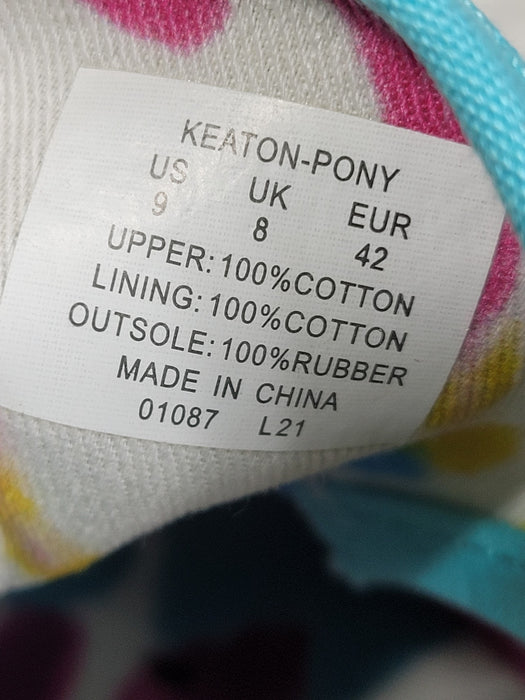 KEATON-PONY
US UK EUR
9 8 42
UPPER: 100%COTTON
LINING: 100%COTTON
OUTSOLE: 100%RUBBER
MADE IN CHINA
01087 L21